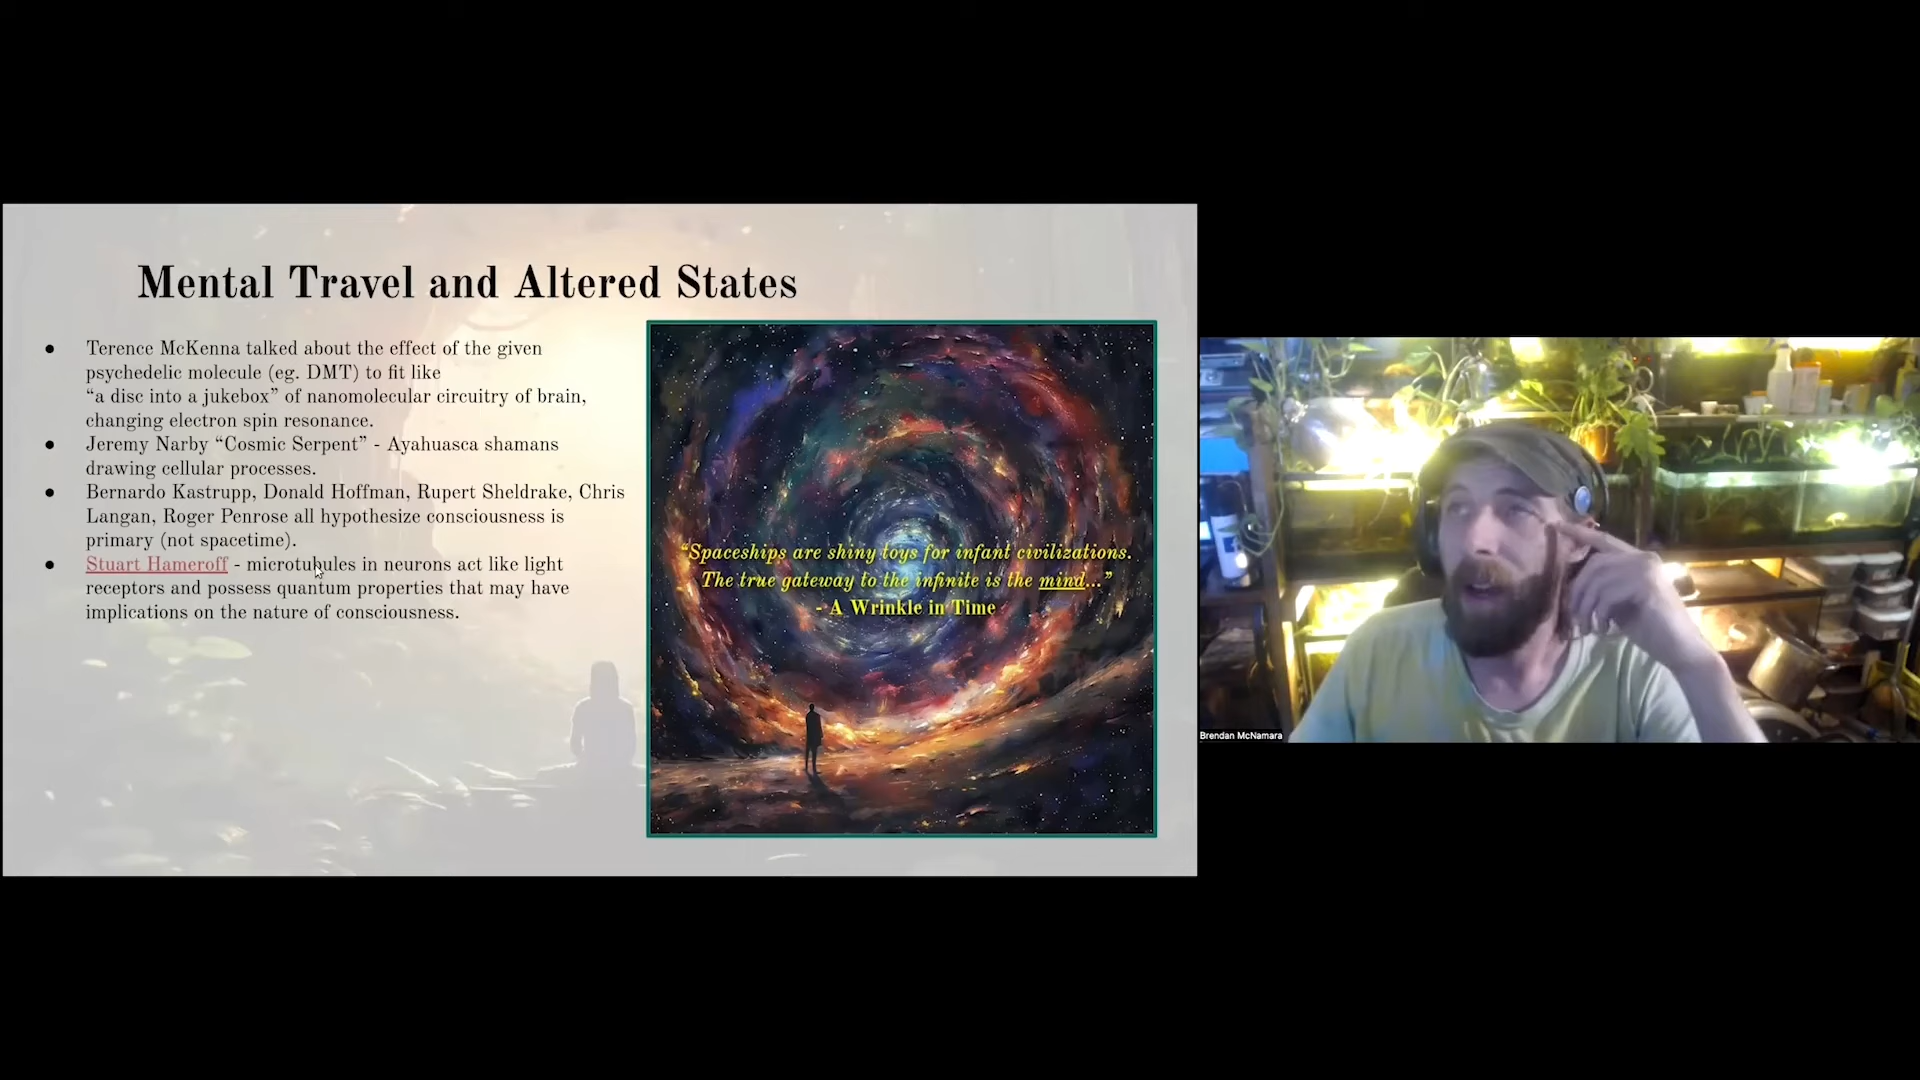 Mental Travel and Altered States
● Terence McKenna talked about the effect of the given
psychedelic molecule (eg. DMT) to fit like
“a disc into a jukebox” of nanomolecular circuitry of brain,
changing electron spin resonance.
● Jeremy Narby “Cosmic Serpent” - Ayahuasca shamans
drawing cellular processes.
● Bernardo Kastrupp, Donald Hoffman, Rupert Sheldrake, Chris
Langan, Roger Penrose all hypothesize consciousness is
primary (not spacetime).
● Stuart Hameroff - microtubules in neurons act like light
receptors and possess quantum properties that may have
implications on the nature of consciousness.
“Spaceships are shiny toys for infant civilizations.
The true gateway to the infinite is the mind...”
- A Wrinkle in Time
Brendan McNamara